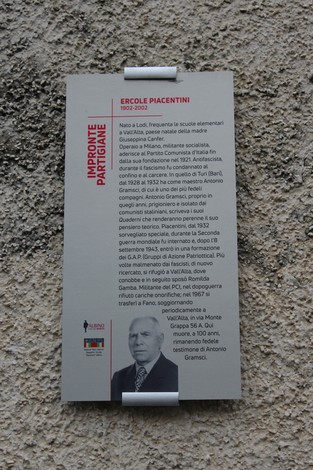 ERCOLE PIACENTINI
1902-2002
IMPRONTE
PARTIGIANE
Nato a Lodi, frequenta le scuole elementari
a Vall'Alta, paese natale della madre
Giuseppina Canfer.
Operaio a Milano, militante socialista,
aderisce al Partito Comunista d'Italia fin
dalla sua fondazione nel 1921. Antifascista,
durante il fascismo fu condannato al
confino e al carcere. In quello di Turi (Bari),
dal 1928 al 1932 ha come maestro Antonio
Gramsci, di cui è uno dei più fedeli
compagni. Antonio Gramsci, proprio in
quegli anni, prigioniero e isolato dai
comunisti staliniani, scriveva i suoi
Quaderni che renderanno perenne il suo
pensiero teorico. Piacentini, dal 1932
sorvegliato speciale, durante la Seconda
guerra mondiale fu internato e, dopo l'8
settembre 1943, entrò in una formazione
dei G.A.P. (Gruppi di Azione Patriottica). Più
volte malmenato dai fascisti, di nuovo
ricercato, si rifugiò a Vall'Alta, dove
conobbe e in seguito sposò Romilda
Gamba. Militante del PCI, nel dopoguerra
rifiutò cariche onorifiche; nel 1967 si
trasferì a Fano, soggiornando
periodicamente a
Vall'Alta, in via Monte
Grappa 56 A. Qui
muore, a 100 anni,
rimanendo fedele
testimone di Antonio
Gramsci.
ALBINO